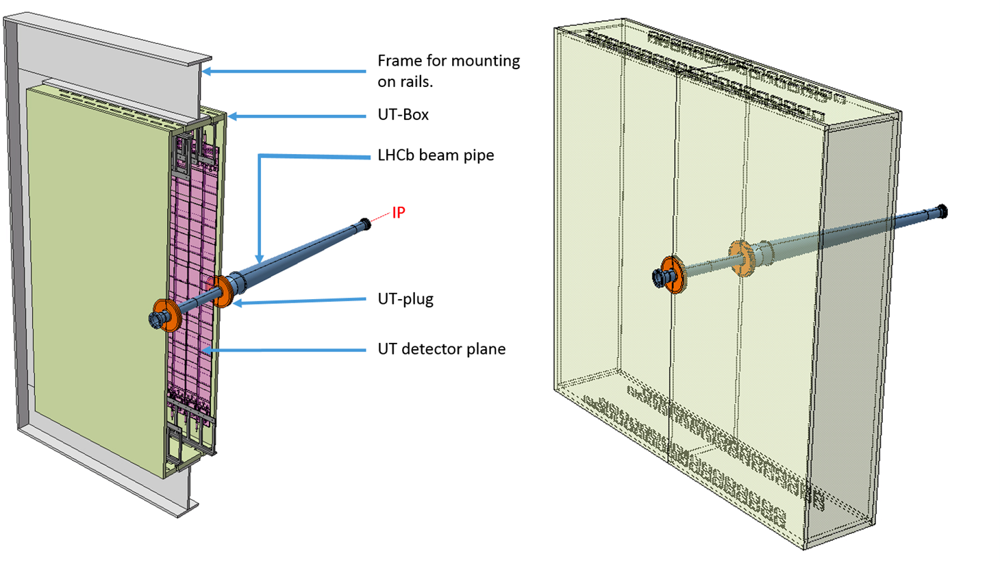 Frame for mounting
on rails.
UT-Box
LHCb beam pipe
IP
UT-plug
UT detector plane